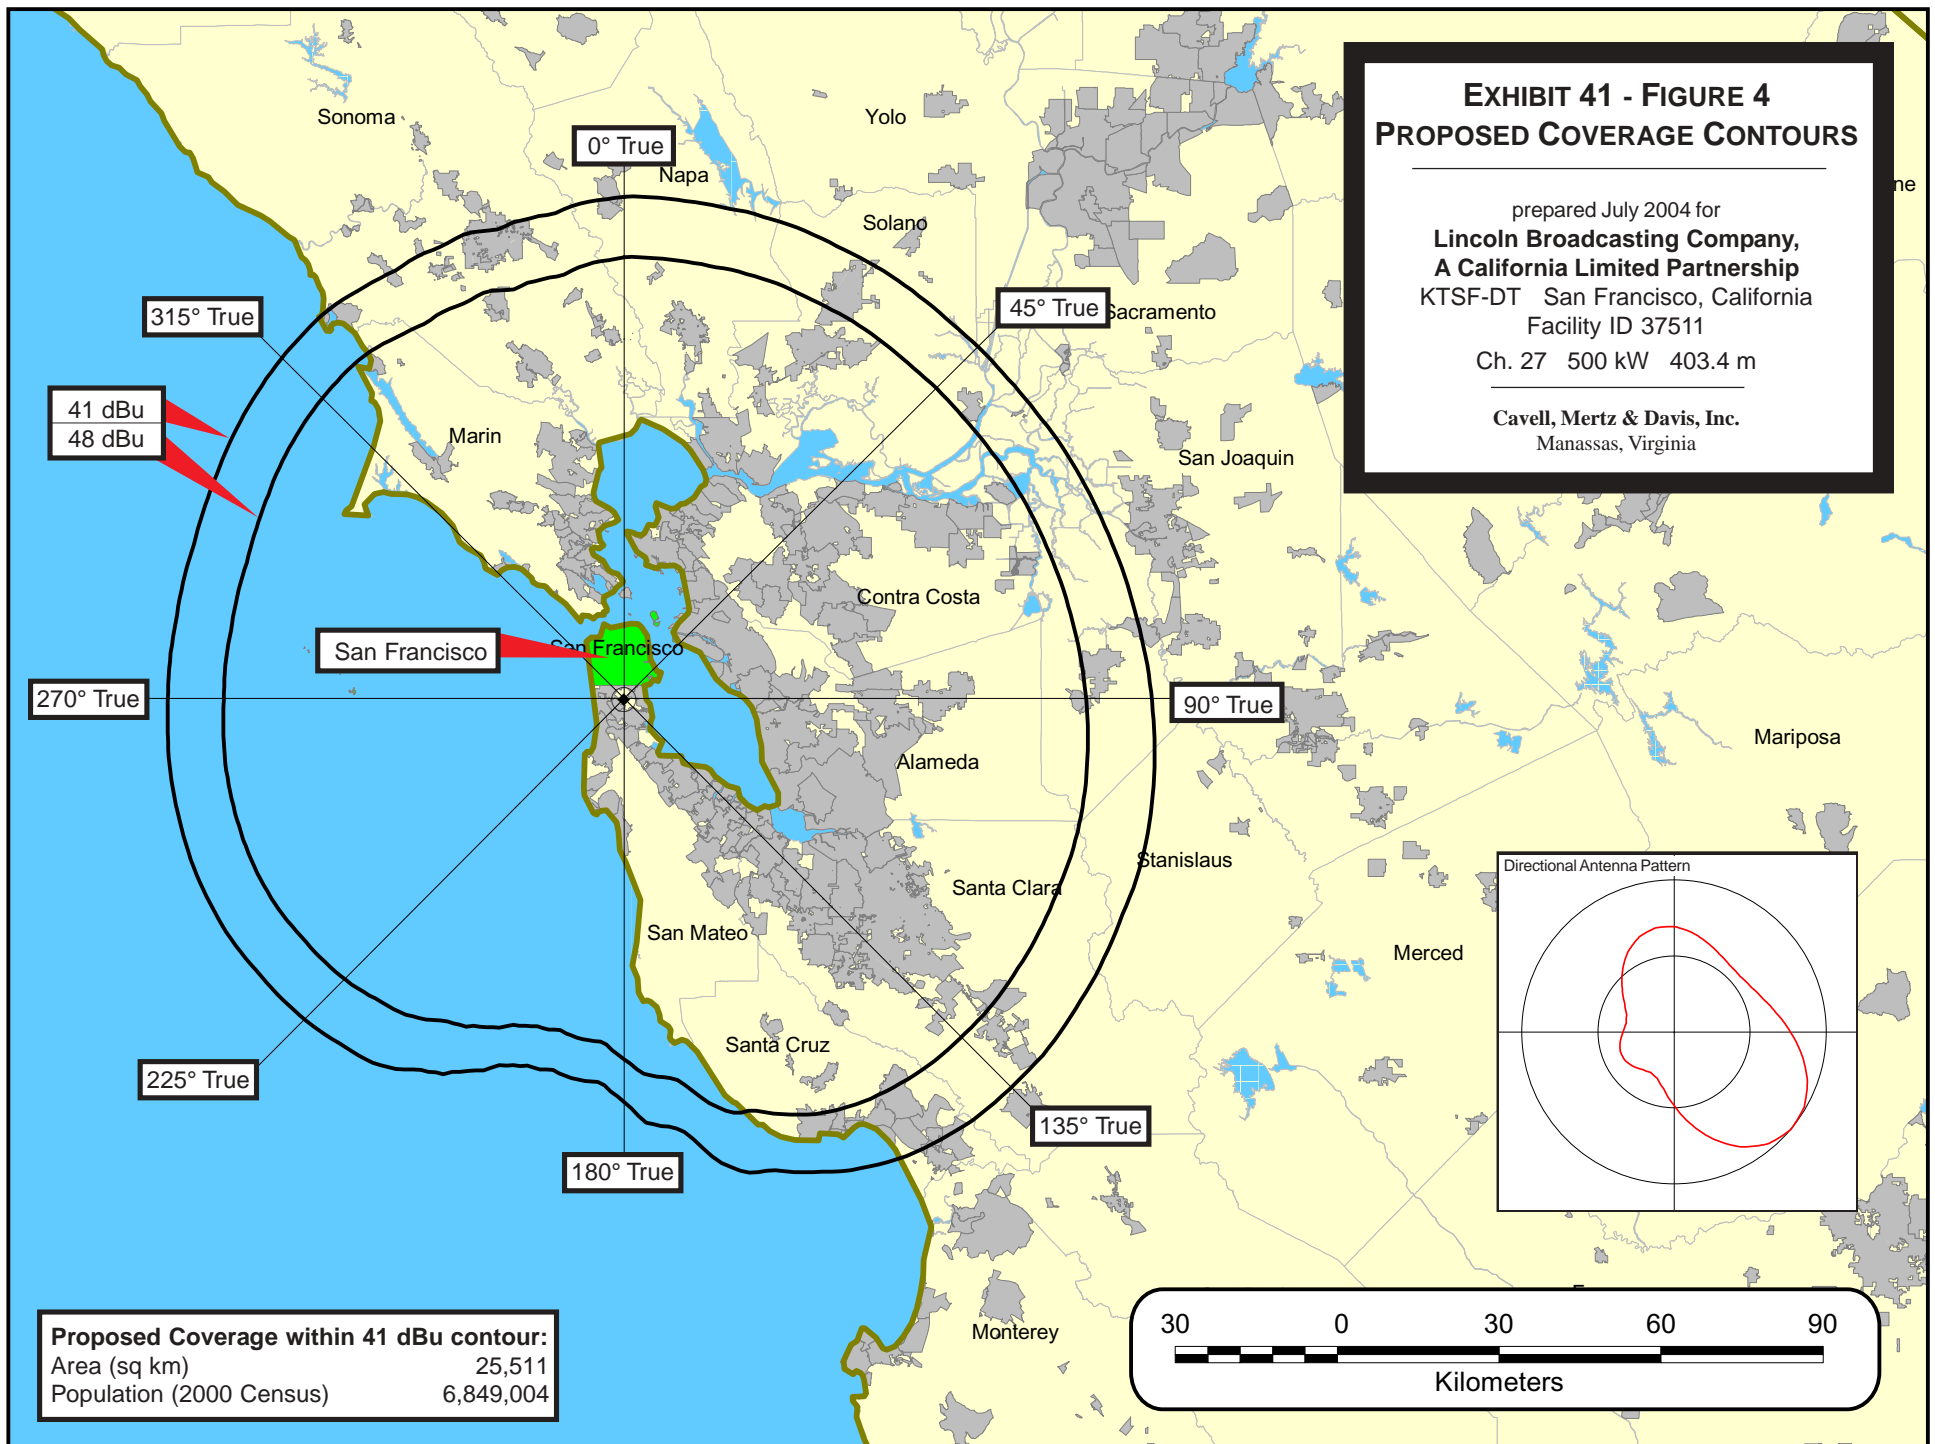 EXHIBIT 41 - FIGURE 4
PROPOSED COVERAGE CONTOURS
prepared July 2004 for
Lincoln Broadcasting Company,
A California Limited Partnership
KTSF-DT San Francisco, California
Facility ID 37511
Ch. 27 500 kW 403.4 m
Cavell, Mertz & Davis, Inc.
Manassas, Virginia
Sonoma
Yolo
0° True
Napa
ne
Solano
315° True
45° True
Sacramento
41 dBu
48 dBu
Marin
San Joaquin
Contra Costa
San Francisco
San Francisco
270° True
90° True
Mariposa
Alameda
Stanislaus
Santa Clara
Directional Antenna Pattern
San Mateo
Merced
Santa Cruz
225° True
135° True
180° True
Monterey
Proposed Coverage within 41 dBu contour:
Area (sq km) 25,511
Population (2000 Census) 6,849,004
30 0 30 60 90
Kilometers